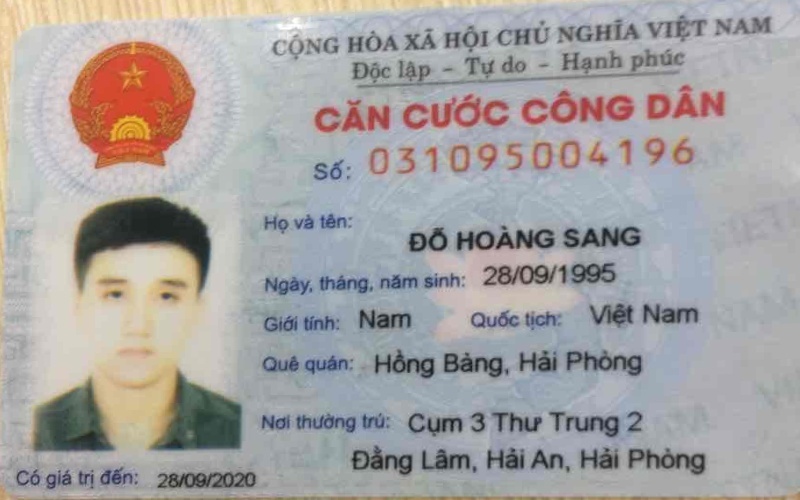 CỘNG HÒA XÃ HỘI CHỦ NGHĨA VIỆT NAM
Độc lập - Tự do - Hạnh phúc
CĂN CƯỚC CÔNG DÂN
Số: 031095004196
Họ và tên:
ĐỖ HOÀNG SANG
Ngày, tháng, năm sinh: 28/09/1995
Giới tính: Nam Quốc tịch: Việt Nam
Quê quán: Hồng Bàng, Hải Phòng
Nơi thường trú: Cụm 3 Thư Trung 2
Đằng Lâm, Hải An, Hải Phòng
Có giá trị đến: 28/09/2020